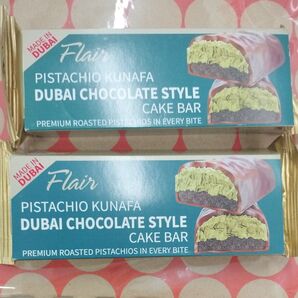 MADE IN
DUBAI
Flair
PISTACHIO KUNAFA
DUBAI CHOCOLATE STYLE
CAKE BAR
PREMIUM ROASTED PISTACHIOS IN EVERY BITE
MADE IN
DUBAI
Flair
PISTACHIO KUNAFA
DUBAI CHOCOLATE STYLE
CAKE BAR
PREMIUM ROASTED PISTACHIOS IN EVERY BITE